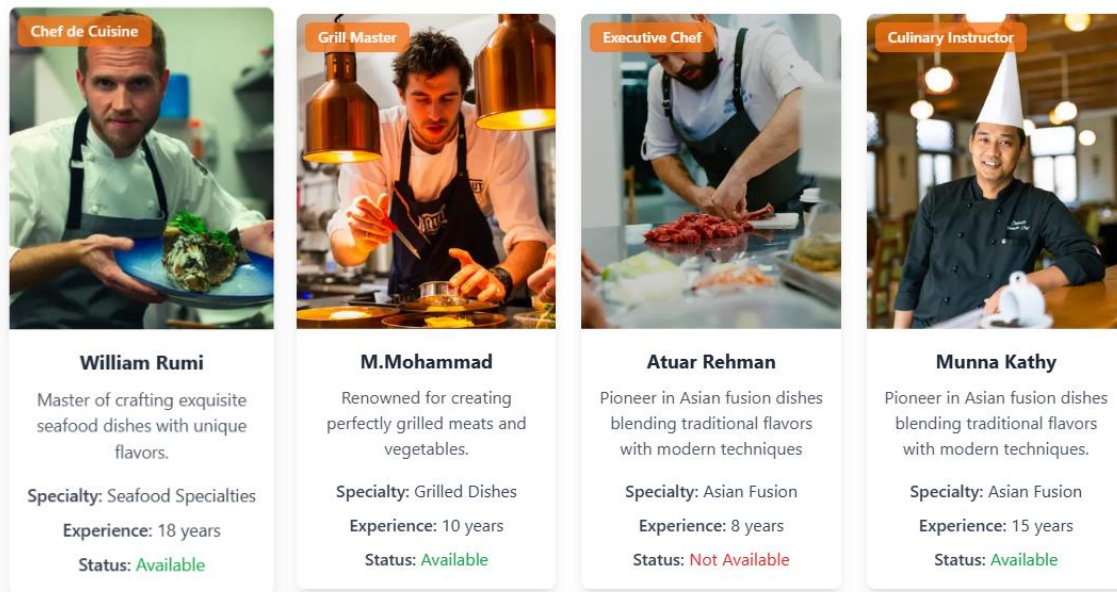 Chef de Cuisine
William Rumi
Master of crafting exquisite
seafood dishes with unique
flavors.
Specialty: Seafood Specialties
Experience: 18 years
Status: Available
Grill Master
M.Mohammad
Renowned for creating
perfectly grilled meats and
vegetables.
Specialty: Grilled Dishes
Experience: 10 years
Status: Available
Executive Chef
Atuar Rehman
Pioneer in Asian fusion dishes
blending traditional flavors
with modern techniques
Specialty: Asian Fusion
Experience: 8 years
Status: Not Available
Culinary Instructor
Munna Kathy
Pioneer in Asian fusion dishes
blending traditional flavors
with modern techniques.
Specialty: Asian Fusion
Experience: 15 years
Status: Available